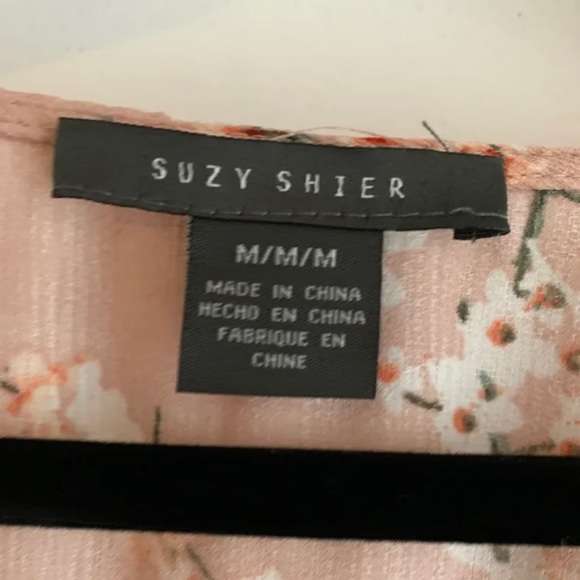 SUZY SHIER
M/M/M
MADE IN CHINA
HECHO EN CHINA
FABRIQUE EN
CHINE